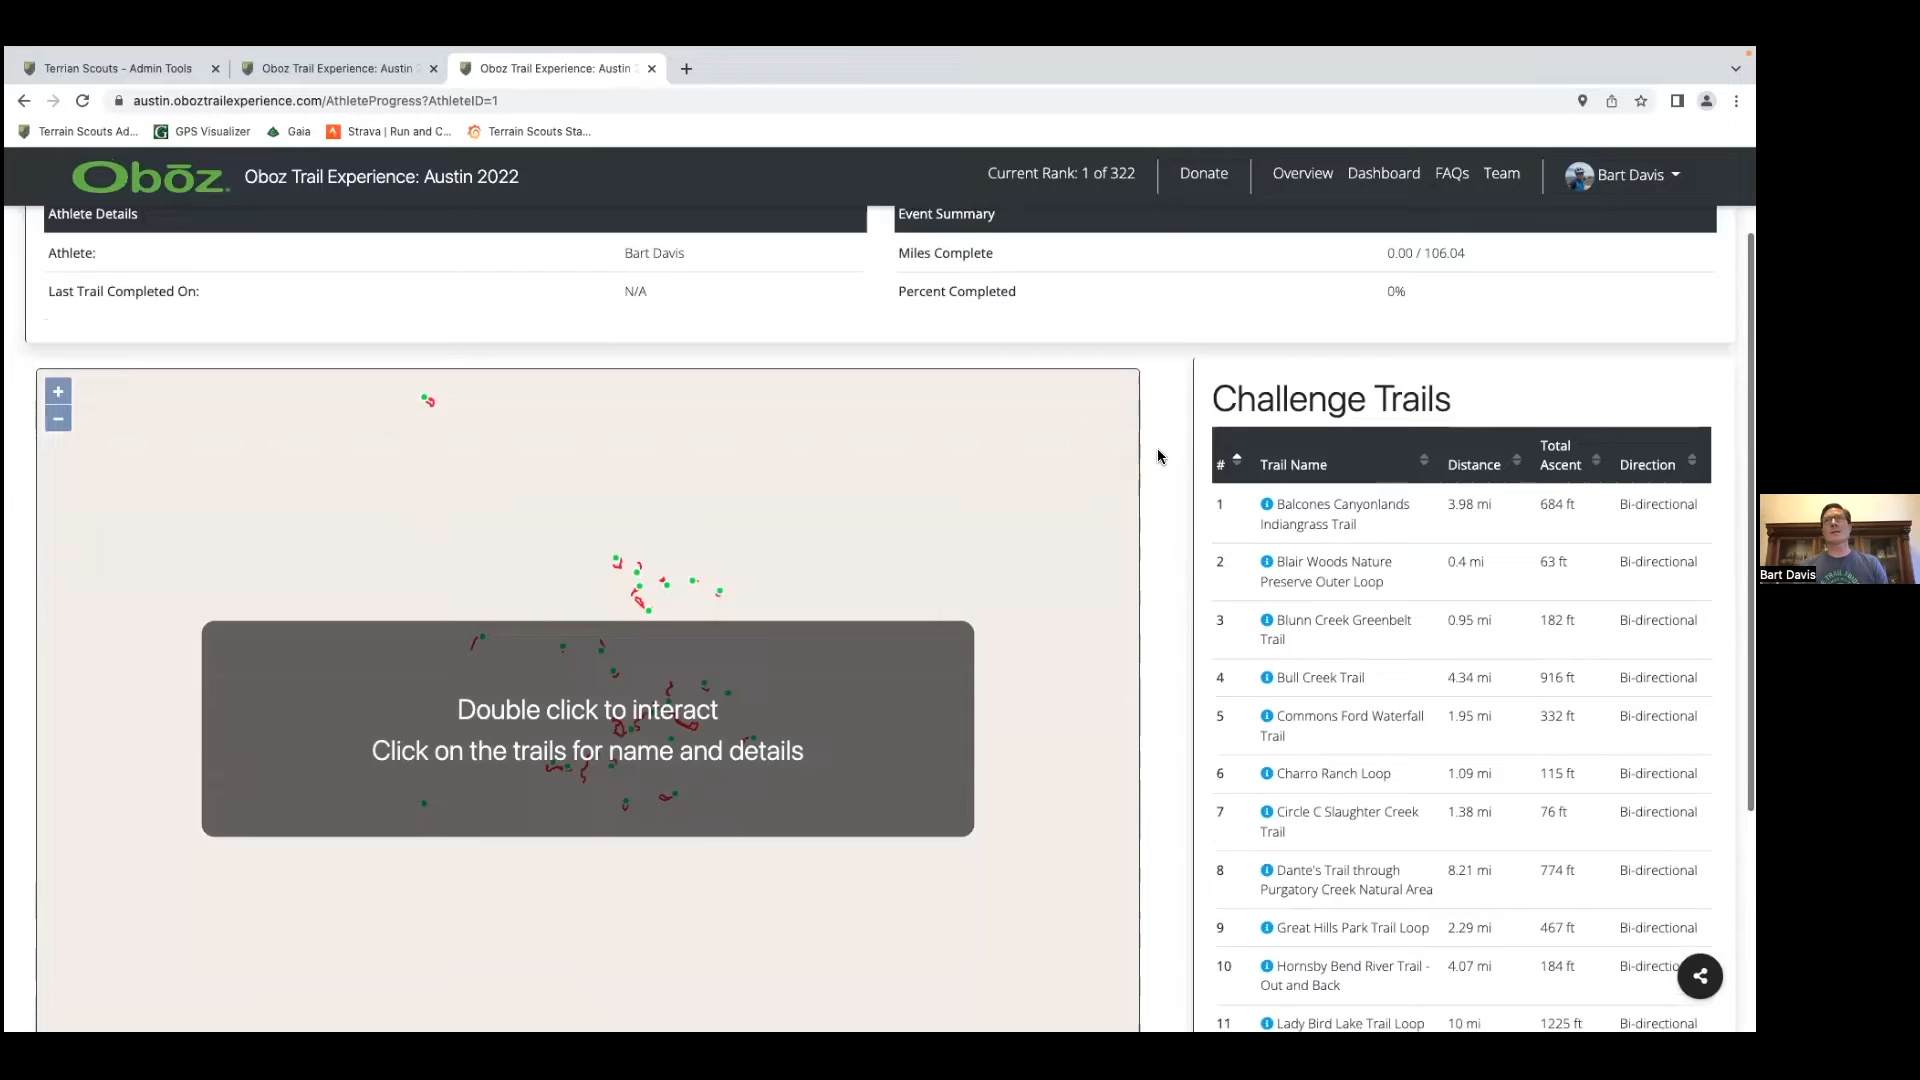 Terrian Scouts - Admin Tools
Oboz Trail Experience: Austin
Oboz Trail Experience: Austin
austin.oboztrailexperience.com/AthleteProgress?AthleteID=1
Terrain Scouts Ad...
GPS Visualizer
Gaia
Strava | Run and C...
Terrain Scouts Sta...
Obōz.
Oboz Trail Experience: Austin 2022
Current Rank: 1 of 322
Donate
Overview
Dashboard
FAQs
Team
Bart Davis
Athlete Details
Athlete: Bart Davis
Last Trail Completed On: N/A
Event Summary
Miles Complete 0.00 / 106.04
Percent Completed 0%
+
−
Double click to interact
Click on the trails for name and details
Challenge Trails
# Trail Name Distance Total Ascent Direction
1 Balcones Canyonlands Indiangrass Trail 3.98 mi 684 ft Bi-directional
2 Blair Woods Nature Preserve Outer Loop 0.4 mi 63 ft Bi-directional
3 Blunn Creek Greenbelt Trail 0.95 mi 182 ft Bi-directional
4 Bull Creek Trail 4.34 mi 916 ft Bi-directional
5 Commons Ford Waterfall Trail 1.95 mi 332 ft Bi-directional
6 Charro Ranch Loop 1.09 mi 115 ft Bi-directional
7 Circle C Slaughter Creek Trail 1.38 mi 76 ft Bi-directional
8 Dante's Trail through Purgatory Creek Natural Area 8.21 mi 774 ft Bi-directional
9 Great Hills Park Trail Loop 2.29 mi 467 ft Bi-directional
10 Hornsby Bend River Trail - Out and Back 4.07 mi 184 ft Bi-directio
11 Lady Bird Lake Trail Loop 10 mi 1225 ft Bi-directional
Bart Davis